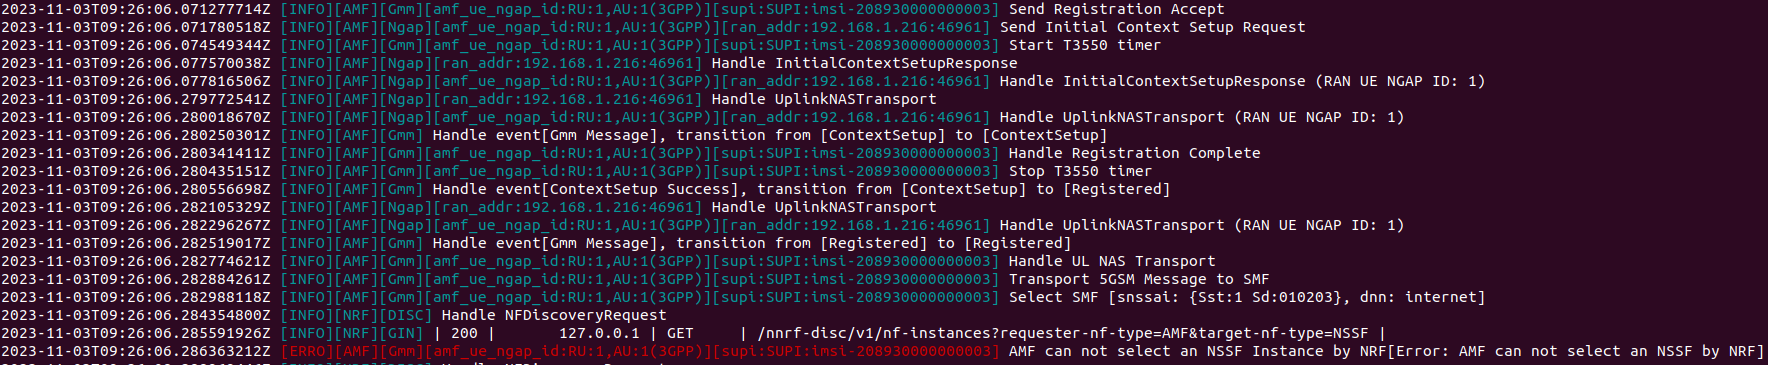 2023-11-03T09:26:06.071277714Z [INFO][AMF][Gmm][amf_ue_ngap_id:RU:1,AU:1(3GPP)][supi:SUPI:imsi-208930000000003] Send Registration Accept
2023-11-03T09:26:06.071780518Z [INFO][AMF][Ngap][amf_ue_ngap_id:RU:1,AU:1(3GPP)][ran_addr:192.168.1.216:46961] Send Initial Context Setup Request
2023-11-03T09:26:06.074549344Z [INFO][AMF][Gmm][amf_ue_ngap_id:RU:1,AU:1(3GPP)][supi:SUPI:imsi-208930000000003] Start T3550 timer
2023-11-03T09:26:06.077570038Z [INFO][AMF][Ngap][ran_addr:192.168.1.216:46961] Handle InitialContextSetupResponse
2023-11-03T09:26:06.077816506Z [INFO][AMF][Ngap][amf_ue_ngap_id:RU:1,AU:1(3GPP)][ran_addr:192.168.1.216:46961] Handle InitialContextSetupResponse (RAN UE NGAP ID: 1)
2023-11-03T09:26:06.279772541Z [INFO][AMF][Ngap][ran_addr:192.168.1.216:46961] Handle UplinkNASTransport
2023-11-03T09:26:06.280018670Z [INFO][AMF][Ngap][amf_ue_ngap_id:RU:1,AU:1(3GPP)][ran_addr:192.168.1.216:46961] Handle UplinkNASTransport (RAN UE NGAP ID: 1)
2023-11-03T09:26:06.280250301Z [INFO][AMF][Gmm] Handle event[Gmm Message], transition from [ContextSetup] to [ContextSetup]
2023-11-03T09:26:06.280341411Z [INFO][AMF][Gmm][amf_ue_ngap_id:RU:1,AU:1(3GPP)][supi:SUPI:imsi-208930000000003] Handle Registration Complete
2023-11-03T09:26:06.280435151Z [INFO][AMF][Gmm][amf_ue_ngap_id:RU:1,AU:1(3GPP)][supi:SUPI:imsi-208930000000003] Stop T3550 timer
2023-11-03T09:26:06.280556698Z [INFO][AMF][Gmm] Handle event[ContextSetup Success], transition from [ContextSetup] to [Registered]
2023-11-03T09:26:06.282105329Z [INFO][AMF][Ngap][ran_addr:192.168.1.216:46961] Handle UplinkNASTransport
2023-11-03T09:26:06.282296267Z [INFO][AMF][Ngap][amf_ue_ngap_id:RU:1,AU:1(3GPP)][ran_addr:192.168.1.216:46961] Handle UplinkNASTransport (RAN UE NGAP ID: 1)
2023-11-03T09:26:06.282519017Z [INFO][AMF][Gmm] Handle event[Gmm Message], transition from [Registered] to [Registered]
2023-11-03T09:26:06.282774621Z [INFO][AMF][Gmm][amf_ue_ngap_id:RU:1,AU:1(3GPP)][supi:SUPI:imsi-208930000000003] Handle UL NAS Transport
2023-11-03T09:26:06.282884261Z [INFO][AMF][Gmm][amf_ue_ngap_id:RU:1,AU:1(3GPP)][supi:SUPI:imsi-208930000000003] Transport 5GSM Message to SMF
2023-11-03T09:26:06.282988118Z [INFO][AMF][Gmm][amf_ue_ngap_id:RU:1,AU:1(3GPP)][supi:SUPI:imsi-208930000000003] Select SMF [snssai: {Sst:1 Sd:010203}, dnn: internet]
2023-11-03T09:26:06.284354800Z [INFO][NRF][DISC] Handle NFDiscoveryRequest
2023-11-03T09:26:06.285591926Z [INFO][NRF][GIN] | 200 | 127.0.0.1 | GET | /nnrf-disc/v1/nf-instances?requester-nf-type=AMF&target-nf-type=NSSF |
2023-11-03T09:26:06.286363212Z [ERRO][AMF][Gmm][amf_ue_ngap_id:RU:1,AU:1(3GPP)][supi:SUPI:imsi-208930000000003] AMF can not select an NSSF Instance by NRF[Error: AMF can not select an NSSF by NRF]